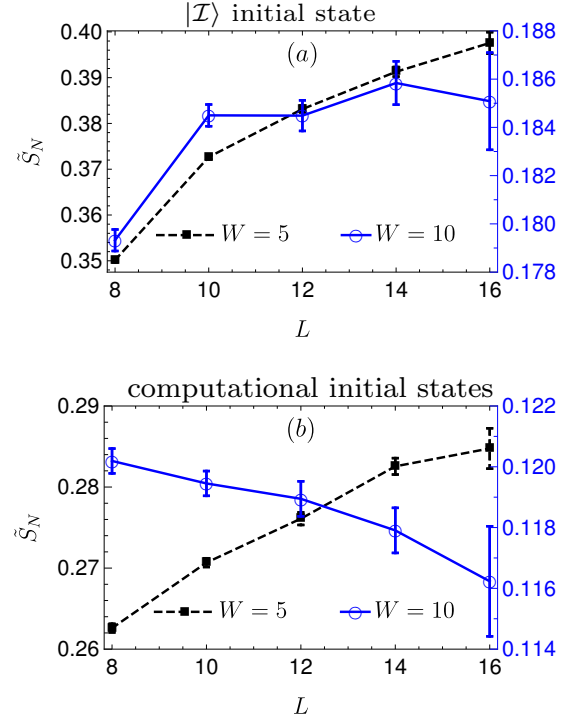 |I⟩ initial state
(a)
0.40
0.39
0.38
0.37
0.36
0.35
S̃_N
0.188
0.186
0.184
0.182
0.180
0.178
W = 5
W = 10
8 10 12 14 16
L
computational initial states
(b)
0.29
0.28
0.27
0.26
S̃_N
0.122
0.120
0.118
0.116
0.114
W = 5
W = 10
8 10 12 14 16
L